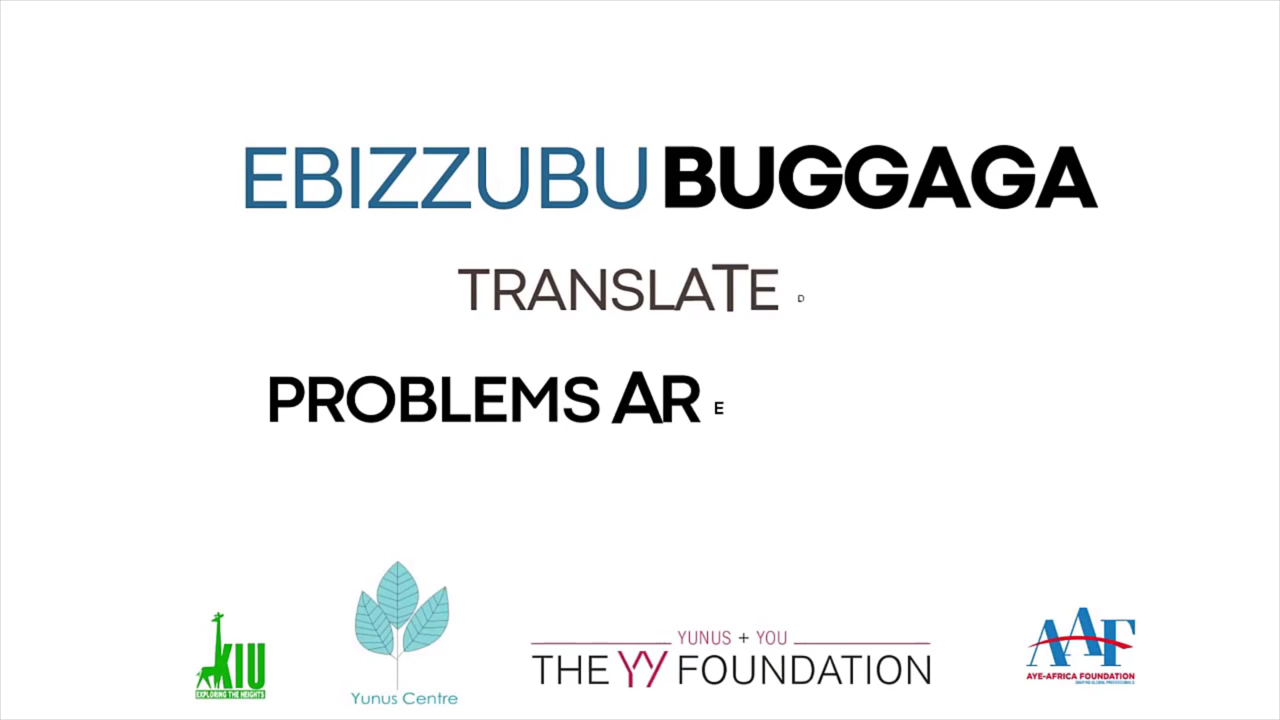 EBIZZUBU BUGGAGA
TRANSLATE D
PROBLEMS AR E
KIU
EXPLORING THE HEIGHTS
Yunus Centre
YUNUS + YOU
THE YY FOUNDATION
AAF
AYE-AFRICA FOUNDATION